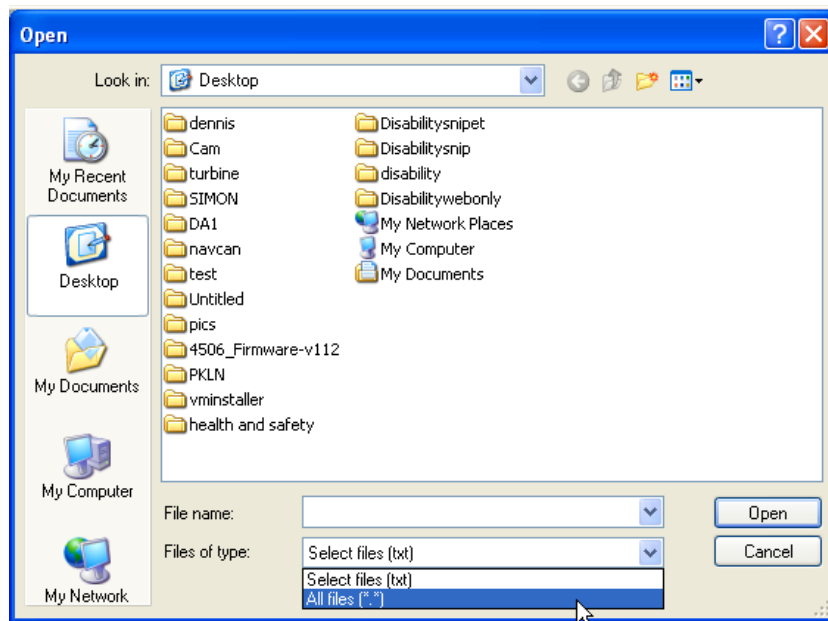 Open
Look in: Desktop
My Recent
Documents
Desktop
My Documents
My Computer
My Network
dennis
Cam
turbine
SIMON
DA1
navcan
test
Untitled
pics
4506_Firmware-v112
PKLN
vminstaller
health and safety
Disabilitysnipet
Disabilitysnip
disability
Disabilitywebonly
My Network Places
My Computer
My Documents
File name:
Open
Files of type: Select files (txt)
Cancel
Select files (txt)
All files (*.*)